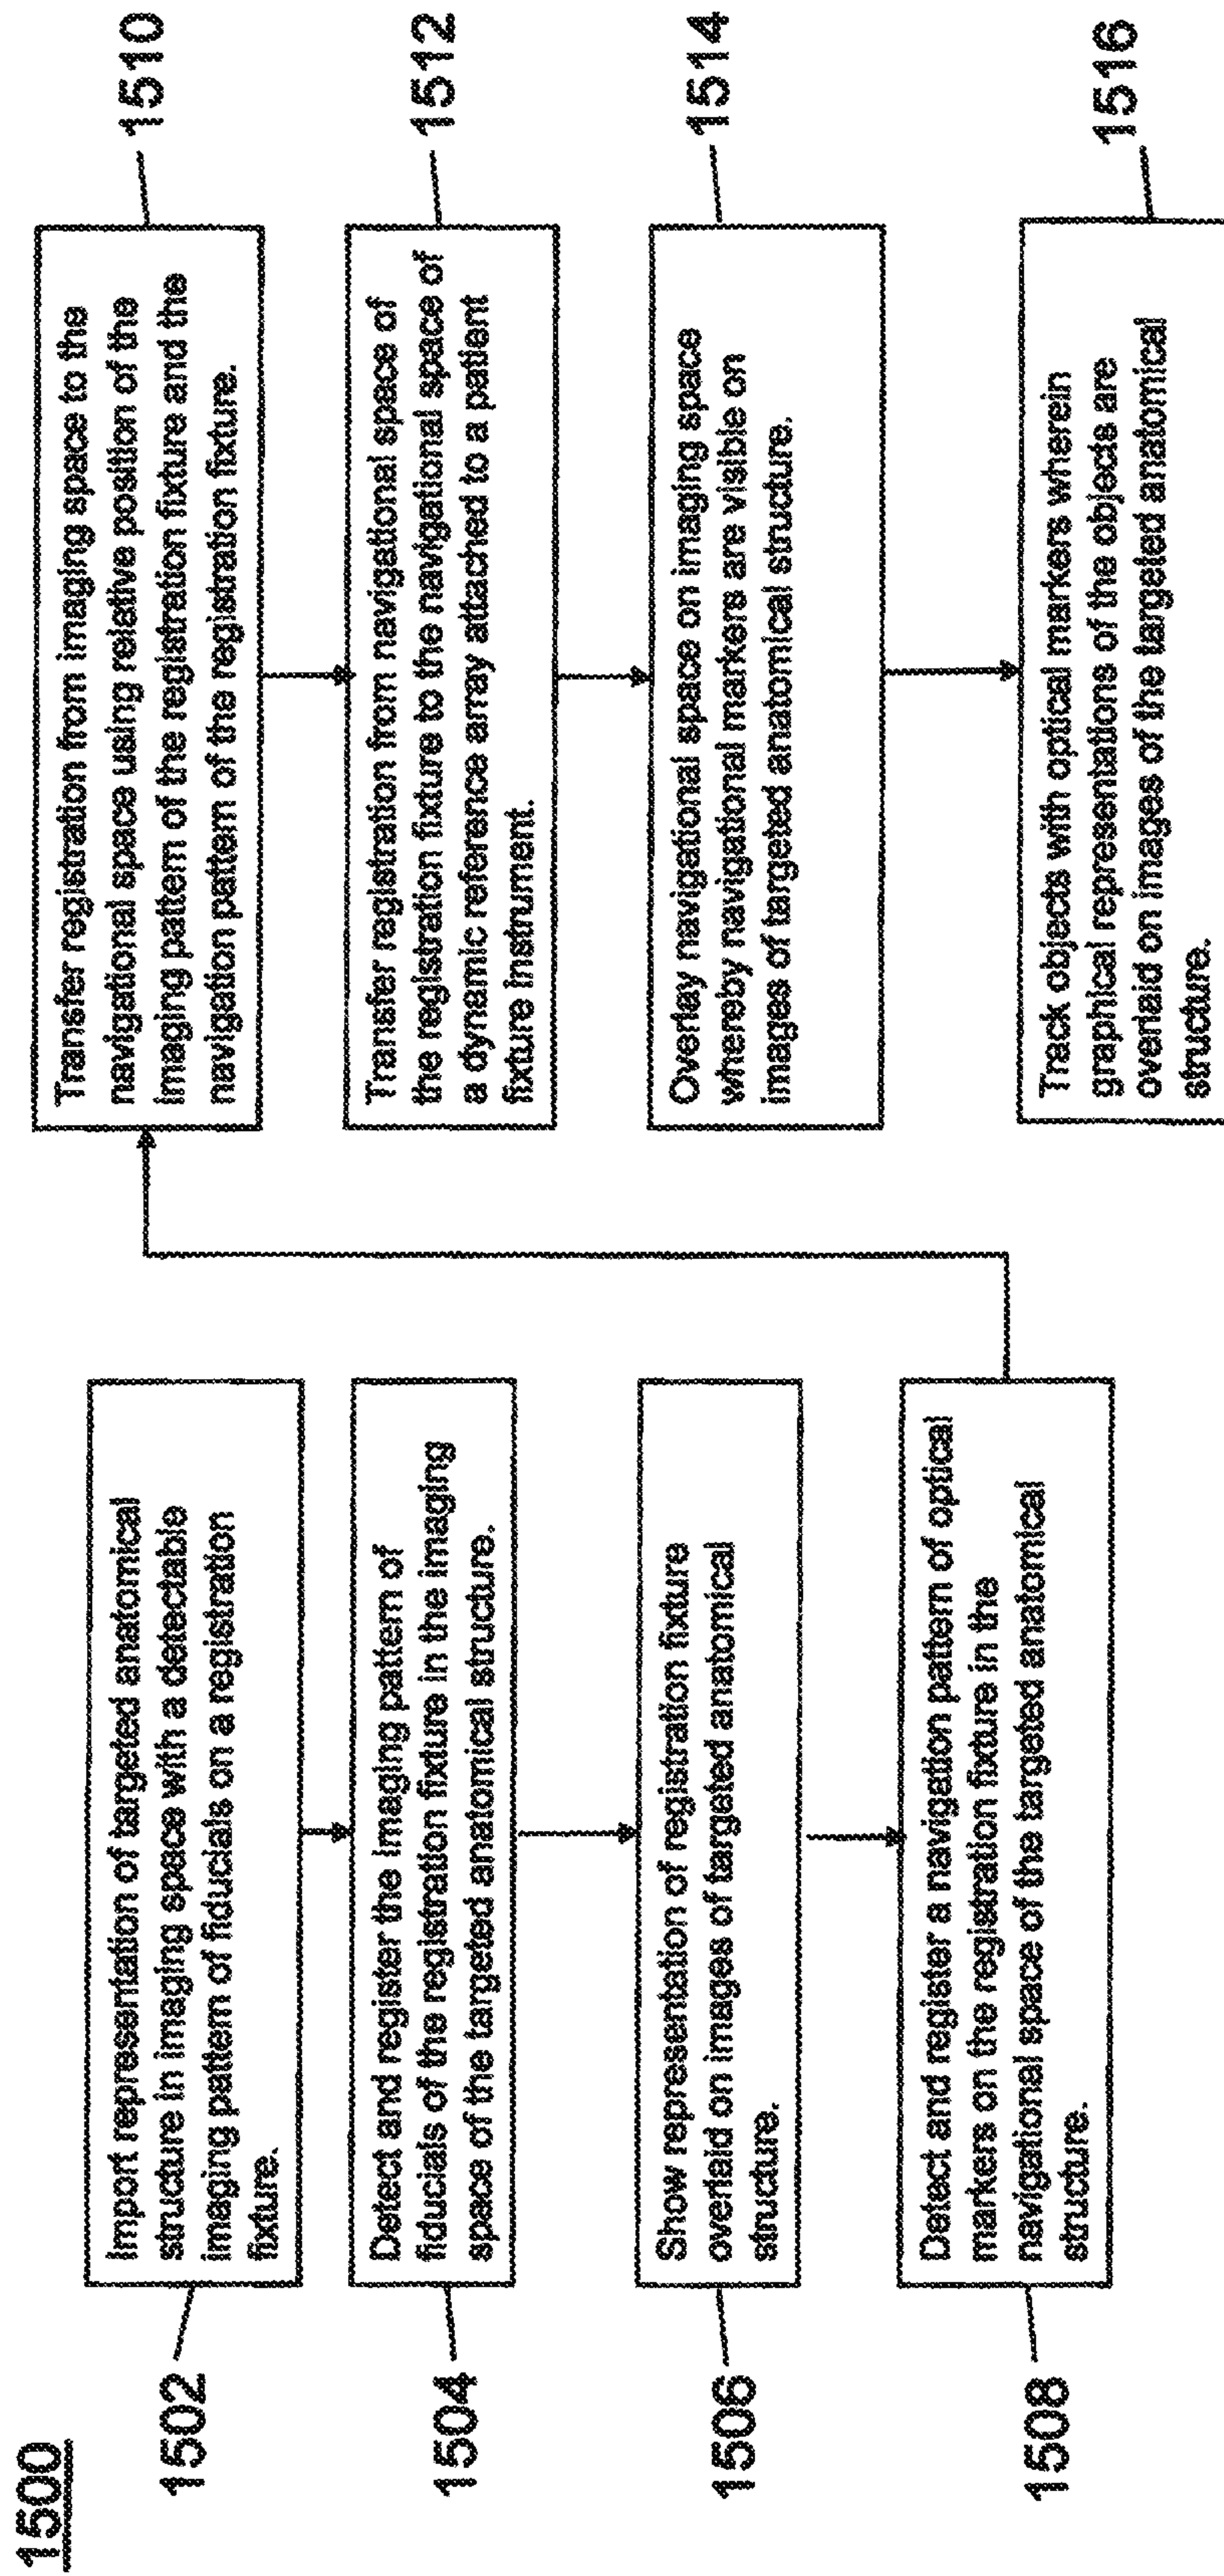 1500
1502
Import representation of targeted anatomical
structure in imaging space with a detectable
imaging pattern of fiducials on a registration
fixture.
1504
Detect and register the imaging pattern of
fiducials of the registration fixture in the imaging
space of the targeted anatomical structure.
1506
Show representation of registration fixture
overlaid on images of targeted anatomical
structure.
1508
Detect and register a navigation pattern of optical
markers on the registration fixture in the
navigational space of the targeted anatomical
structure.
Transfer registration from imaging space to the
navigational space using relative position of the
imaging pattern of the registration fixture and the
navigation pattern of the registration fixture.
1510
Transfer registration from navigational space of
the registration fixture to the navigational space of
a dynamic reference array attached to a patient
fixture instrument.
1512
Overlay navigational space on imaging space
whereby navigational markers are visible on
images of targeted anatomical structure.
1514
Track objects with optical markers wherein
graphical representations of the objects are
overlaid on images of the targeted anatomical
structure.
1516